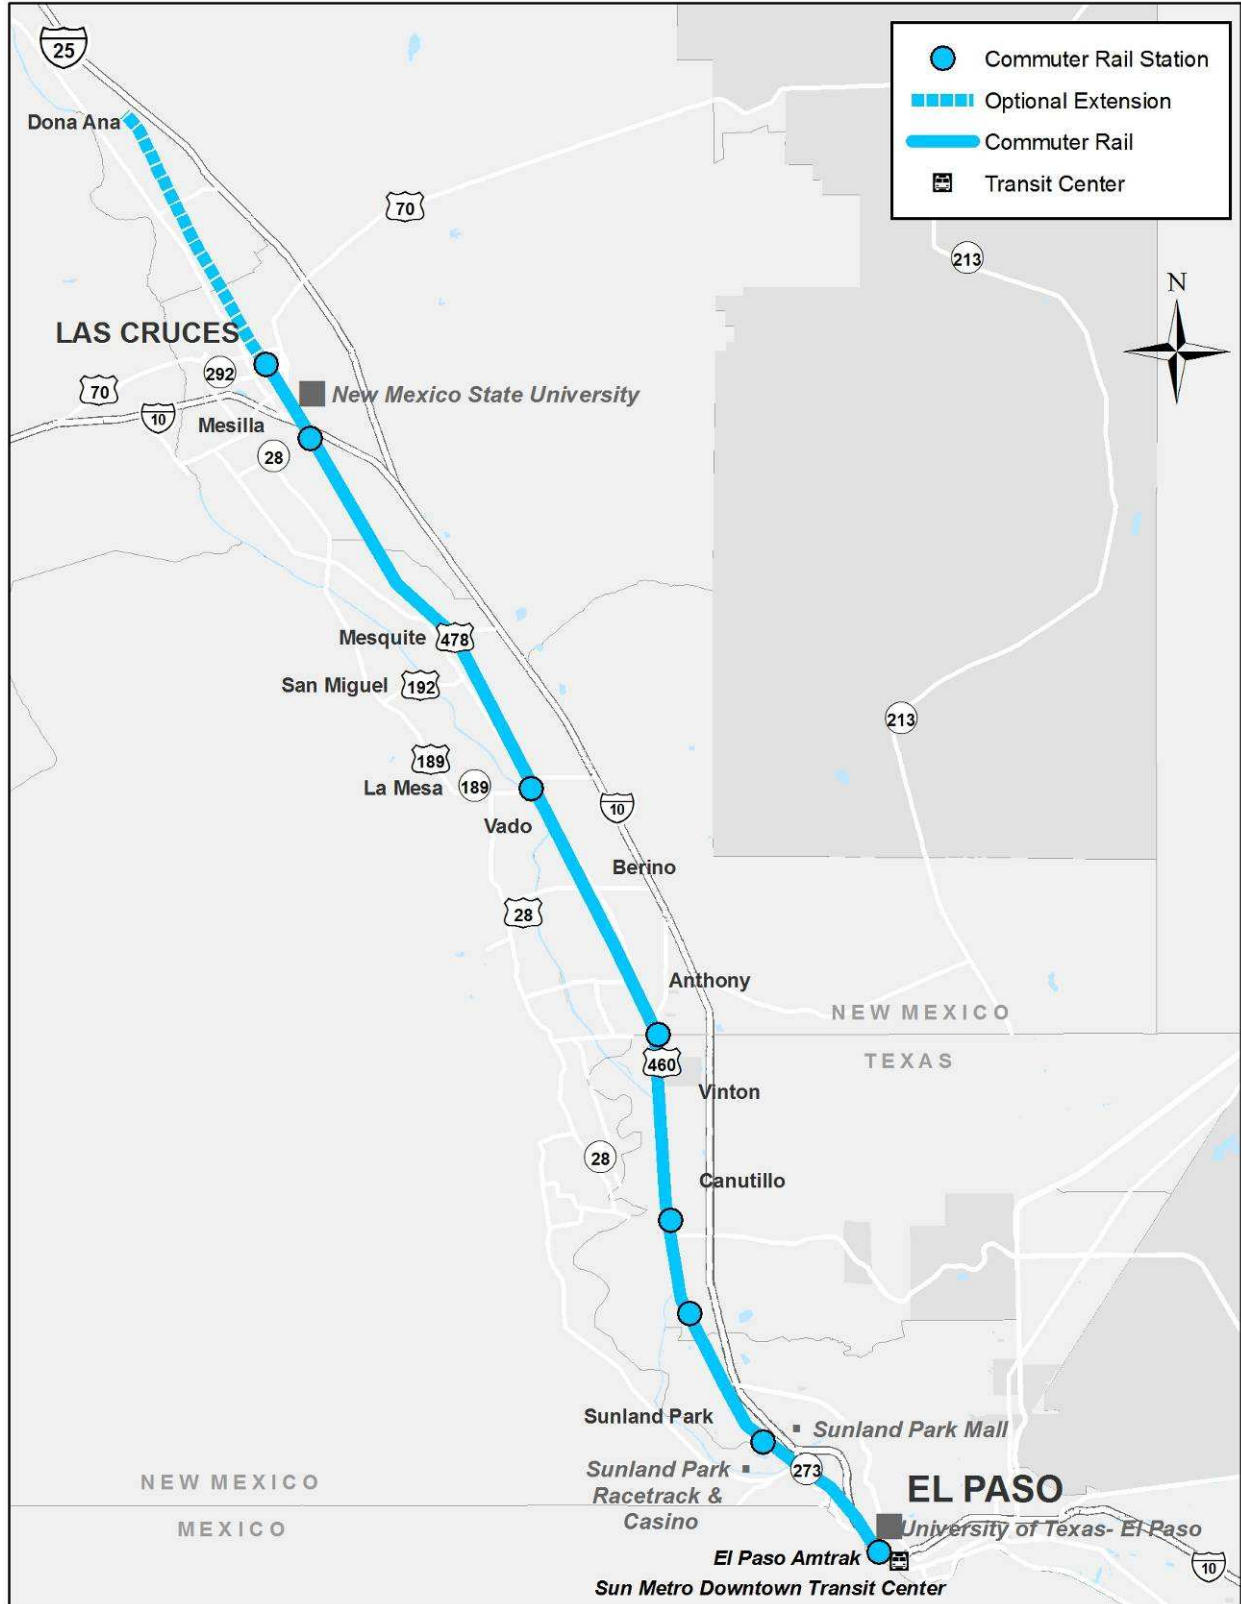 25
Commuter Rail Station
Optional Extension
Commuter Rail
Transit Center
Dona Ana
70
213
N
LAS CRUCES
292
70
New Mexico State University
10
Mesilla
28
Mesquite
478
San Miguel
192
213
189
La Mesa
189
10
Vado
Berino
28
Anthony
NEW MEXICO
TEXAS
460
Vinton
28
Canutillo
Sunland Park
Sunland Park Mall
Sunland Park
Racetrack &
Casino
273
NEW MEXICO
MEXICO
EL PASO
University of Texas- El Paso
El Paso Amtrak
10
Sun Metro Downtown Transit Center